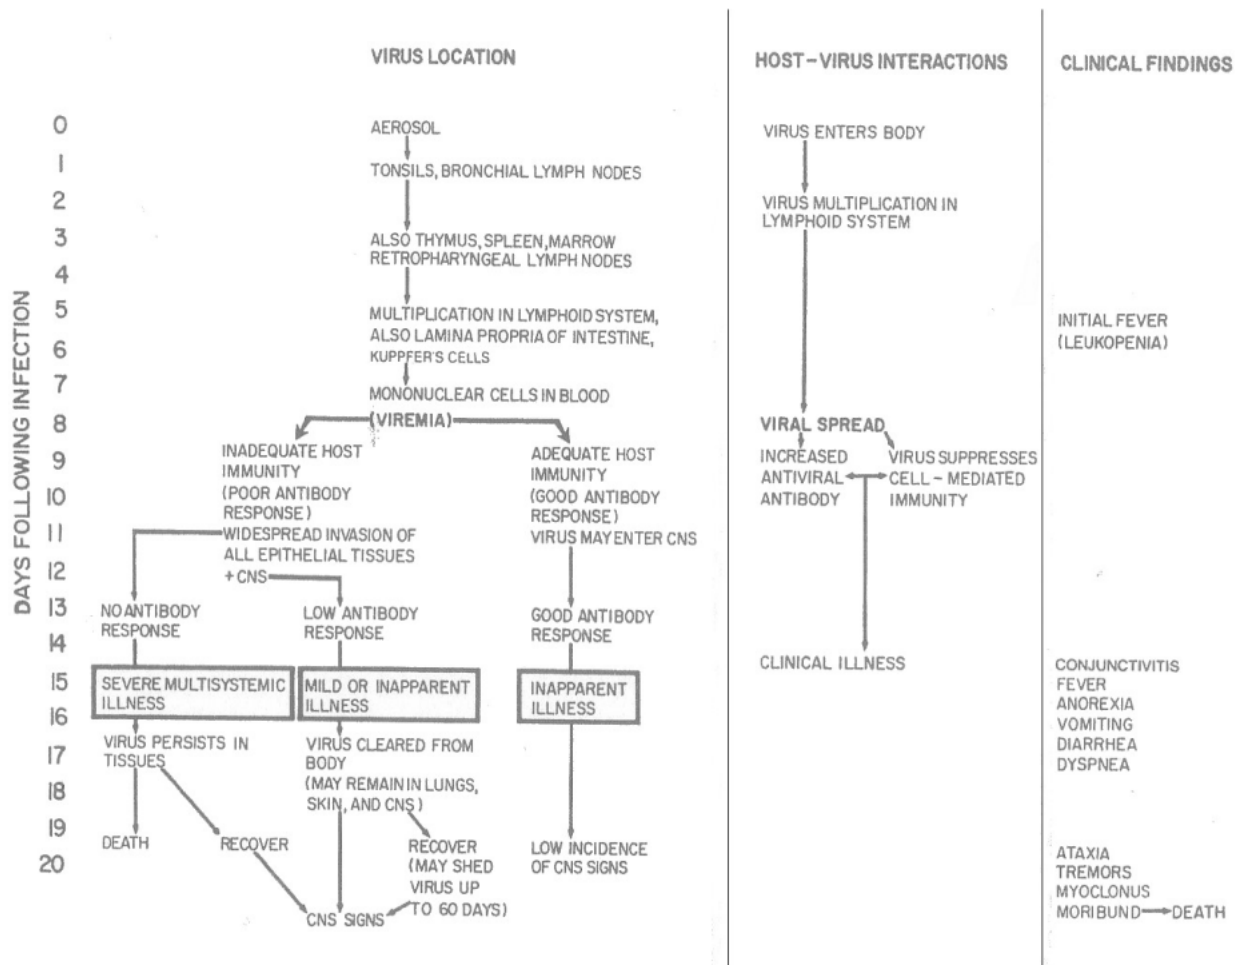 VIRUS LOCATION
HOST-VIRUS INTERACTIONS
CLINICAL FINDINGS
DAYS FOLLOWING INFECTION
0
1
2
3
4
5
6
7
8
9
10
11
12
13
14
15
16
17
18
19
20
AEROSOL
TONSILS, BRONCHIAL LYMPH NODES
ALSO THYMUS, SPLEEN, MARROW
RETROPHARYNGEAL LYMPH NODES
MULTIPLICATION IN LYMPHOID SYSTEM,
ALSO LAMINA PROPRIA OF INTESTINE,
KUPPFER'S CELLS
MONONUCLEAR CELLS IN BLOOD
(VIREMIA)
INADEQUATE HOST
IMMUNITY
(POOR ANTIBODY
RESPONSE)
WIDESPREAD INVASION OF
ALL EPITHELIAL TISSUES
+ CNS
ADEQUATE HOST
IMMUNITY
(GOOD ANTIBODY
RESPONSE)
VIRUS MAY ENTER CNS
NO ANTIBODY
RESPONSE
LOW ANTIBODY
RESPONSE
GOOD ANTIBODY
RESPONSE
SEVERE MULTISYSTEMIC
ILLNESS
MILD OR INAPPARENT
ILLNESS
INAPPARENT
ILLNESS
VIRUS PERSISTS IN
TISSUES
VIRUS CLEARED FROM
BODY
(MAY REMAIN IN LUNGS,
SKIN, AND CNS)
DEATH
RECOVER
RECOVER
(MAY SHED
VIRUS UP
TO 60 DAYS)
LOW INCIDENCE
OF CNS SIGNS
CNS SIGNS
VIRUS ENTERS BODY
VIRUS MULTIPLICATION IN
LYMPHOID SYSTEM
VIRAL SPREAD
INCREASED
ANTIVIRAL
ANTIBODY
VIRUS SUPPRESSES
CELL-MEDIATED
IMMUNITY
CLINICAL ILLNESS
INITIAL FEVER
(LEUKOPENIA)
CONJUNCTIVITIS
FEVER
ANOREXIA
VOMITING
DIARRHEA
DYSPNEA
ATAXIA
TREMORS
MYOCLONUS
MORIBUND DEATH